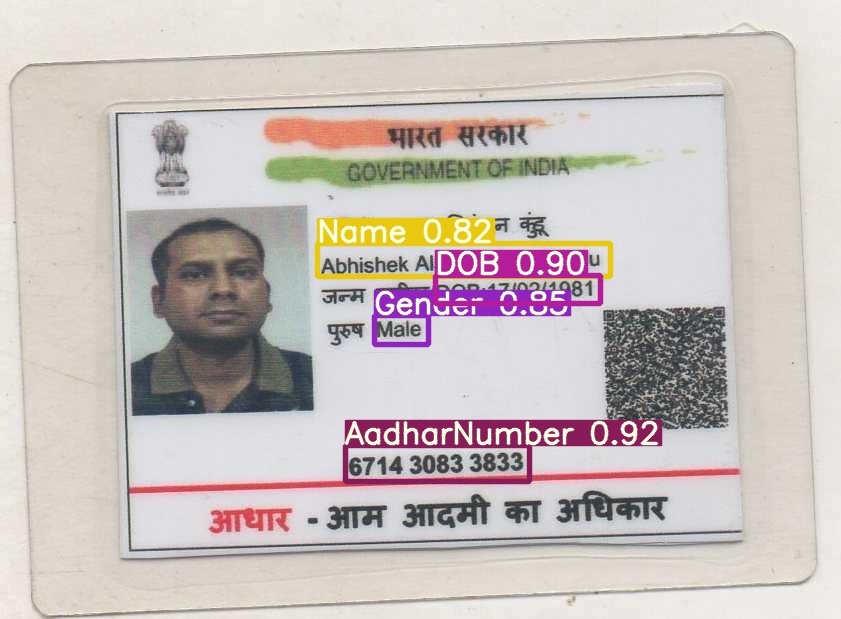 भारत सरकार
GOVERNMENT OF INDIA
कुंडू
Name 0.82
Abhishek
DOB 0.90
जन्म DOB:17/02/1981
Gender 0.85
पुरुष Male
AadharNumber 0.92
6714 3083 3833
आधार - आम आदमी का अधिकार